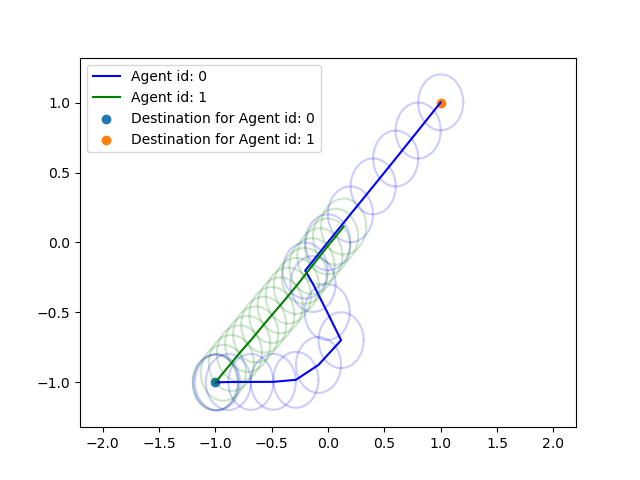 Agent id: 0
Agent id: 1
Destination for Agent id: 0
Destination for Agent id: 1
1.0
0.5
0.0
−0.5
−1.0
−2.0 −1.5 −1.0 −0.5 0.0 0.5 1.0 1.5 2.0